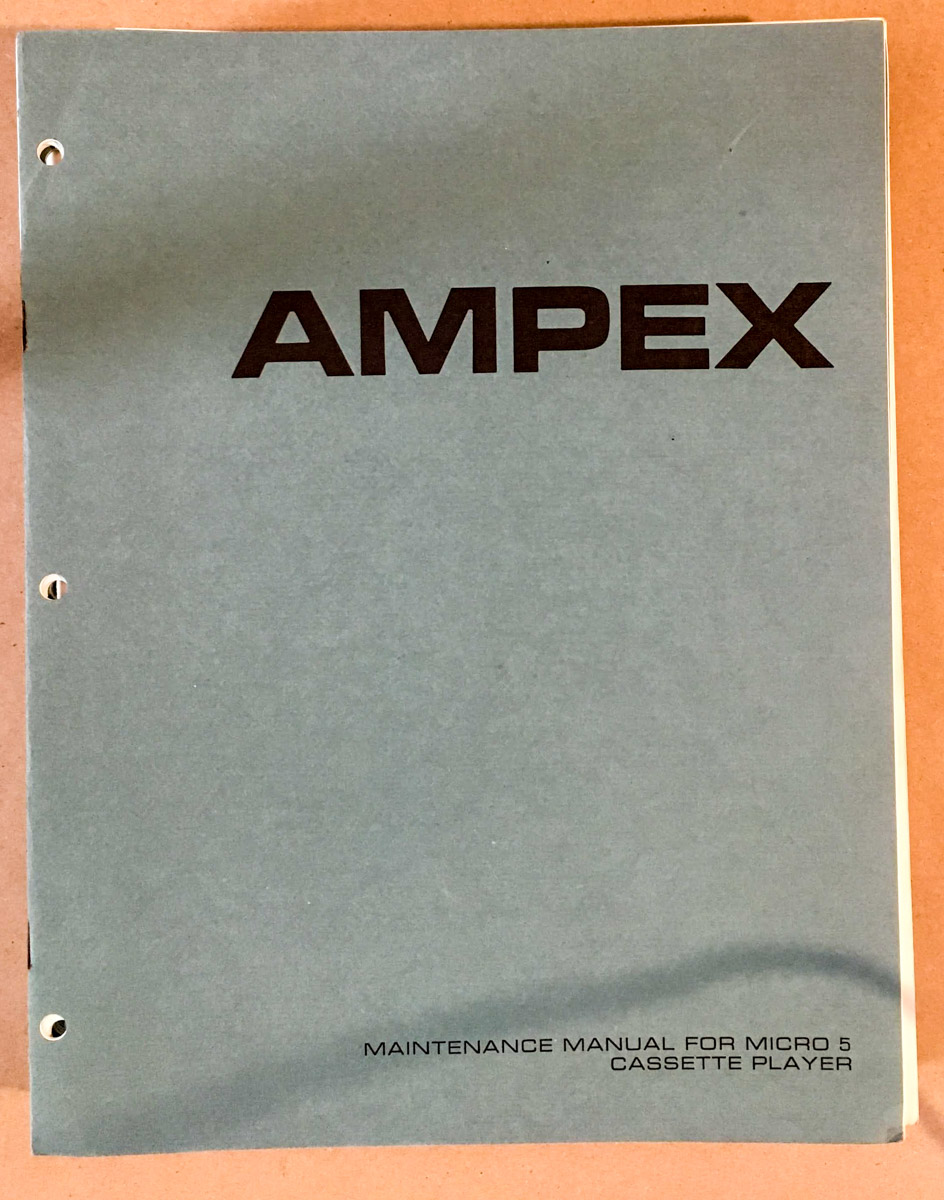 AMPEX
MAINTENANCE MANUAL FOR MICRO 5
CASSETTE PLAYER